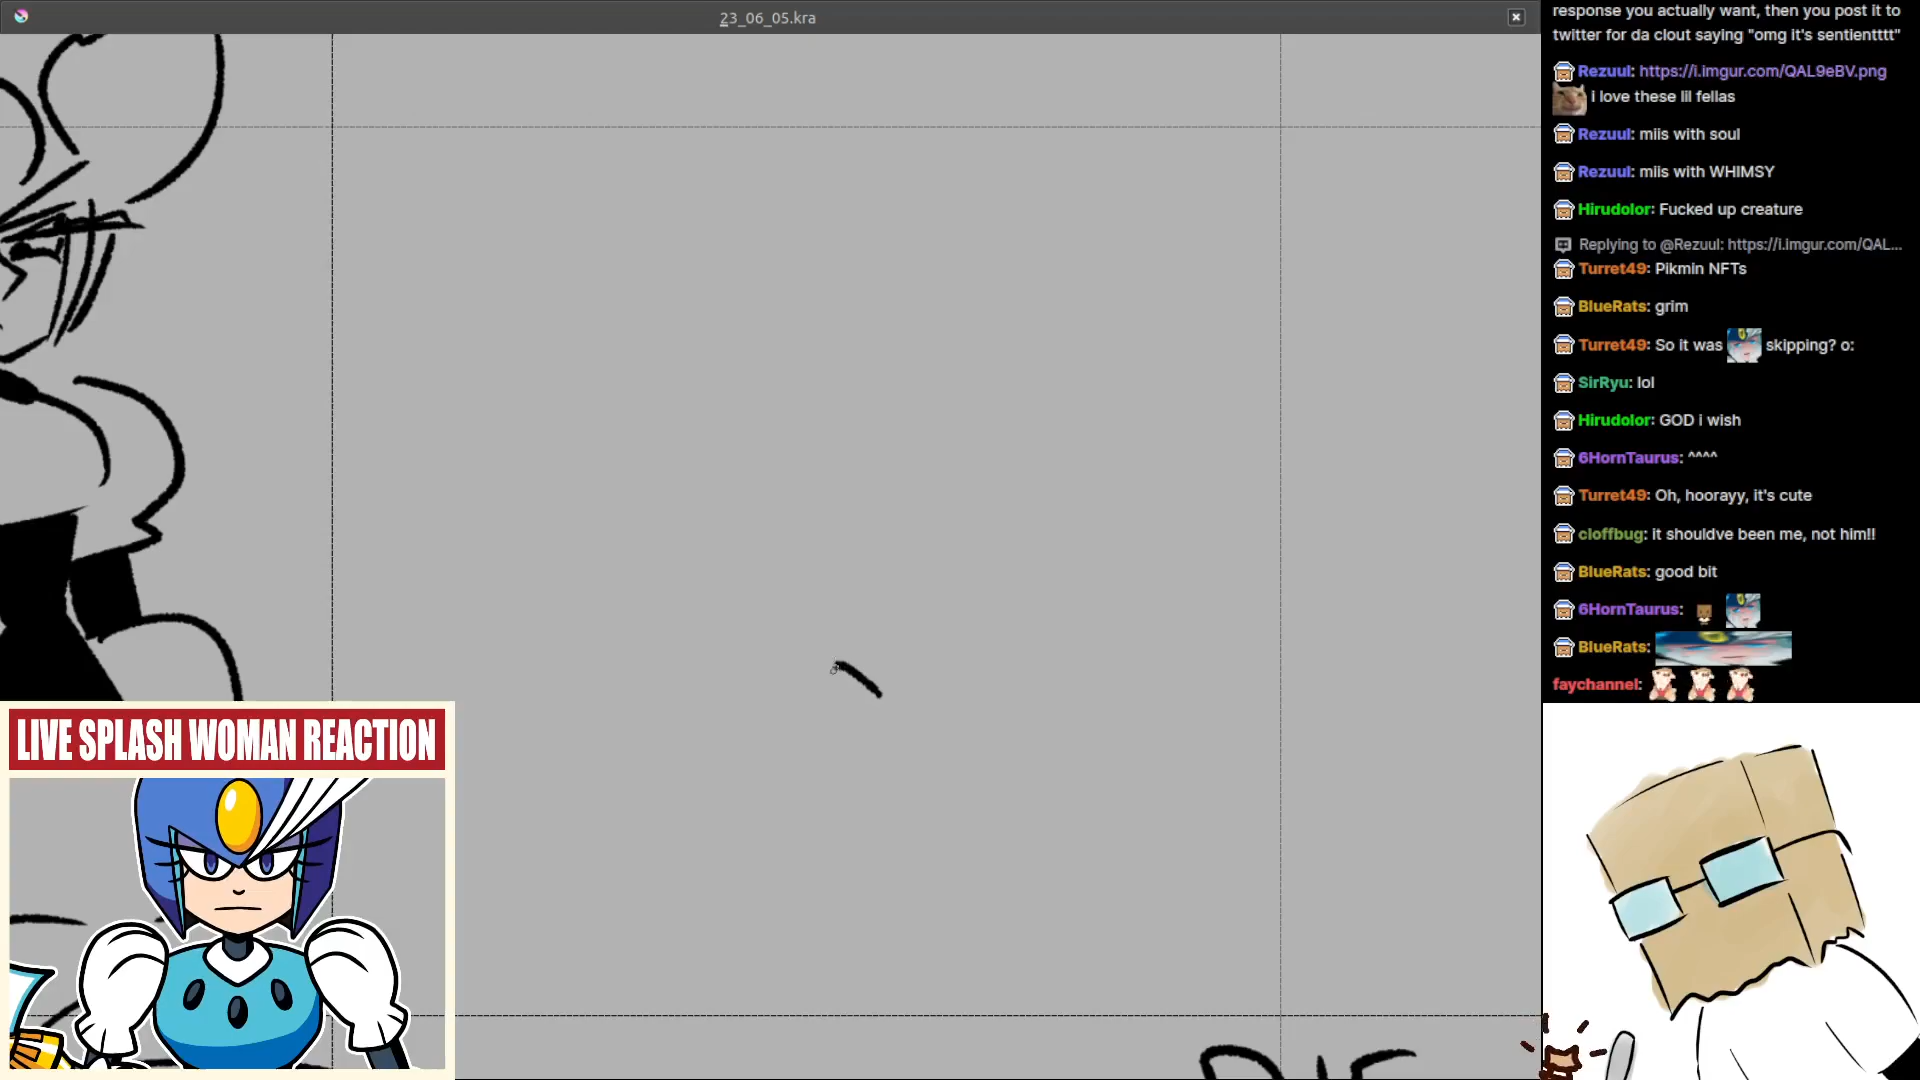 23_06_05.kra
response you actually want, then you post it to
twitter for da clout saying "omg it's sentientttt"
Rezuul: https://i.imgur.com/QAL9eBV.png
i love these lil fellas
Rezuul: miis with soul
Rezuul: miis with WHIMSY
Hirudolor: Fucked up creature
Replying to @Rezuul: https://i.imgur.com/QAL...
Turret49: Pikmin NFTs
BlueRats: grim
Turret49: So it was skipping? o:
SirRyu: lol
Hirudolor: GOD i wish
6HornTaurus: ^^^^
Turret49: Oh, hoorayy, it's cute
cloffbug: it shouldve been me, not him!!
BlueRats: good bit
6HornTaurus:
BlueRats:
faychannel:
LIVE SPLASH WOMAN REACTION